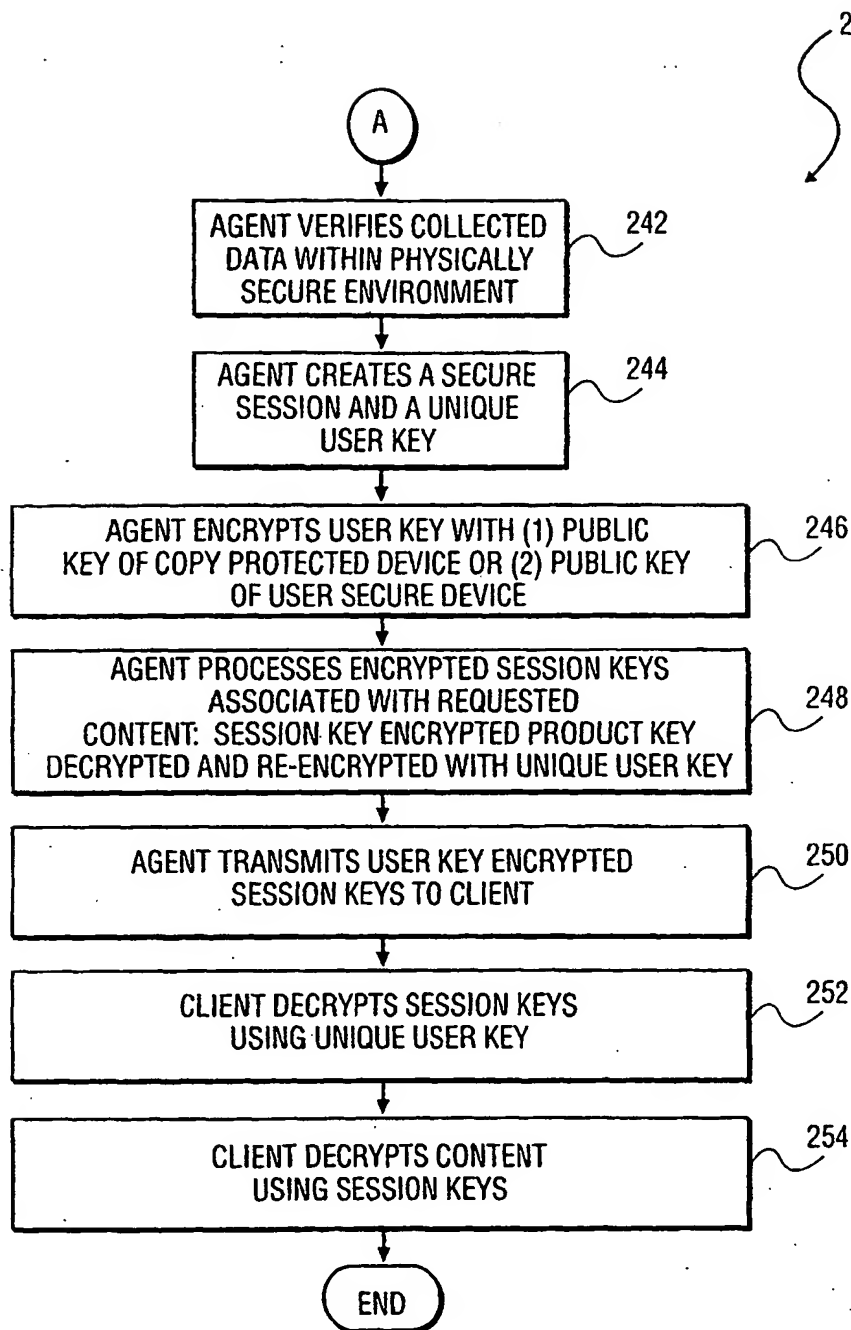 2
A
AGENT VERIFIES COLLECTED
DATA WITHIN PHYSICALLY
SECURE ENVIRONMENT
242
AGENT CREATES A SECURE
SESSION AND A UNIQUE
USER KEY
244
AGENT ENCRYPTS USER KEY WITH (1) PUBLIC
KEY OF COPY PROTECTED DEVICE OR (2) PUBLIC KEY
OF USER SECURE DEVICE
246
AGENT PROCESSES ENCRYPTED SESSION KEYS
ASSOCIATED WITH REQUESTED
CONTENT: SESSION KEY ENCRYPTED PRODUCT KEY
DECRYPTED AND RE-ENCRYPTED WITH UNIQUE USER KEY
248
AGENT TRANSMITS USER KEY ENCRYPTED
SESSION KEYS TO CLIENT
250
CLIENT DECRYPTS SESSION KEYS
USING UNIQUE USER KEY
252
CLIENT DECRYPTS CONTENT
USING SESSION KEYS
254
END